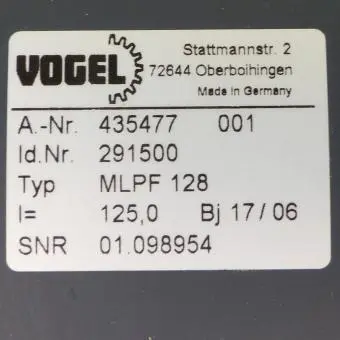 VOGEL
Stattmannstr. 2
72644 Oberboihingen
Made in Germany
A.-Nr. 435477 001
Id.Nr. 291500
Typ MLPF 128
I= 125,0 Bj 17/06
SNR 01.098954